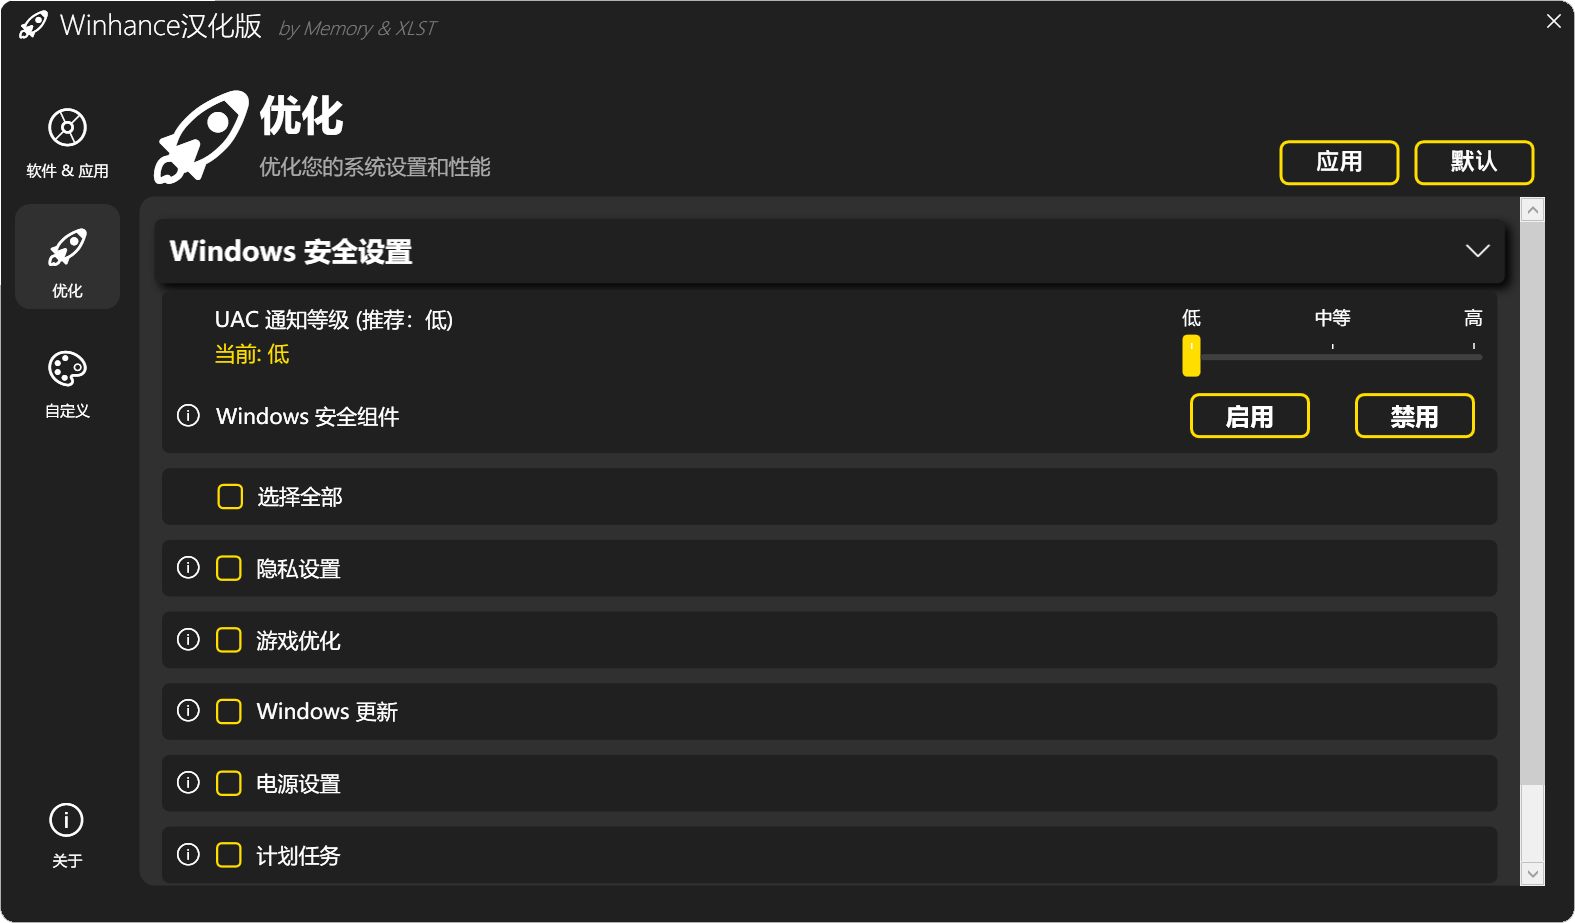 Winhance汉化版 by Memory & XLST
软件 & 应用
优化
自定义
关于
优化
优化您的系统设置和性能
应用
默认
Windows 安全设置
UAC 通知等级 (推荐：低)
当前: 低
低
中等
高
Windows 安全组件
启用
禁用
选择全部
隐私设置
游戏优化
Windows 更新
电源设置
计划任务